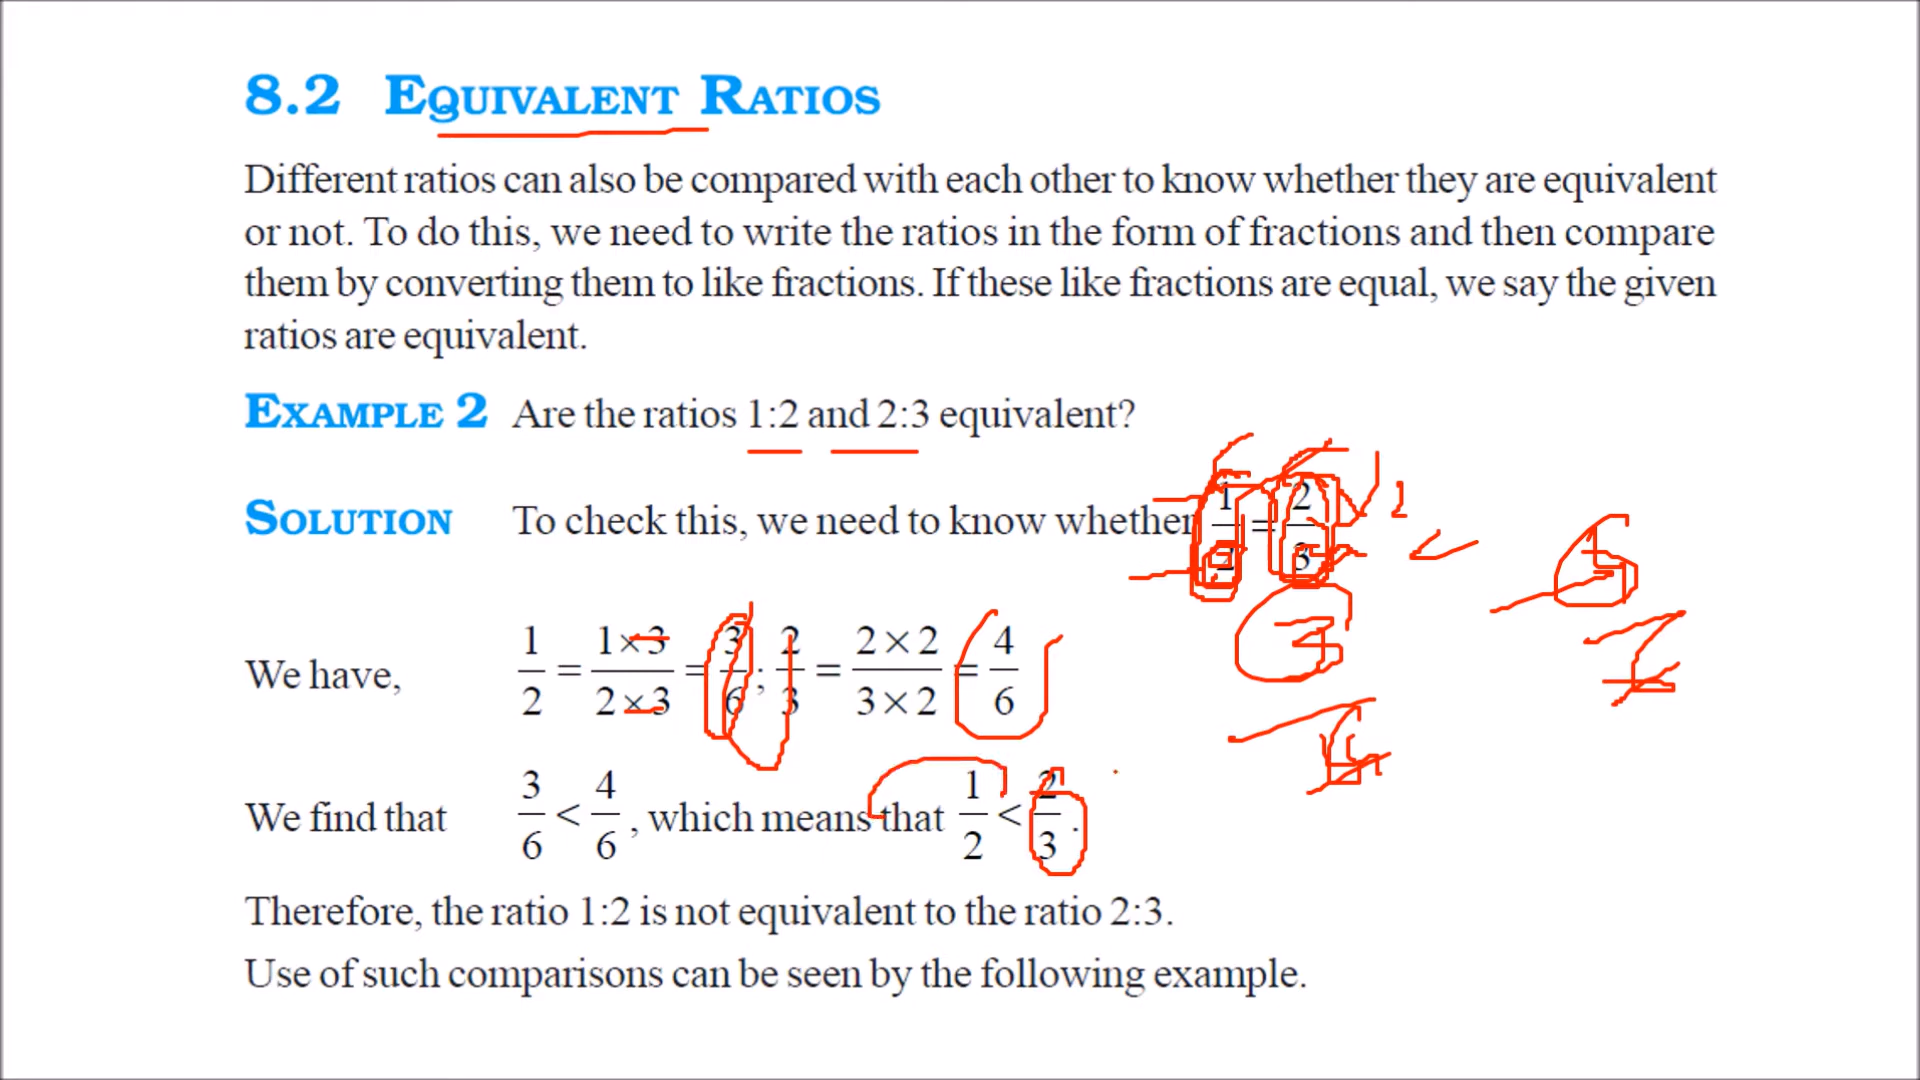 8.2 EQUIVALENT RATIOS
Different ratios can also be compared with each other to know whether they are equivalent
or not. To do this, we need to write the ratios in the form of fractions and then compare
them by converting them to like fractions. If these like fractions are equal, we say the given
ratios are equivalent.
EXAMPLE 2 Are the ratios 1:2 and 2:3 equivalent?
SOLUTION To check this, we need to know whether 1/2 = 2/3
We have, 1/2 = 1×3/2×3 = 3/6 ; 2/3 = 2×2/3×2 = 4/6
We find that 3/6 < 4/6 , which means that 1/2 < 2/3 .
Therefore, the ratio 1:2 is not equivalent to the ratio 2:3.
Use of such comparisons can be seen by the following example.